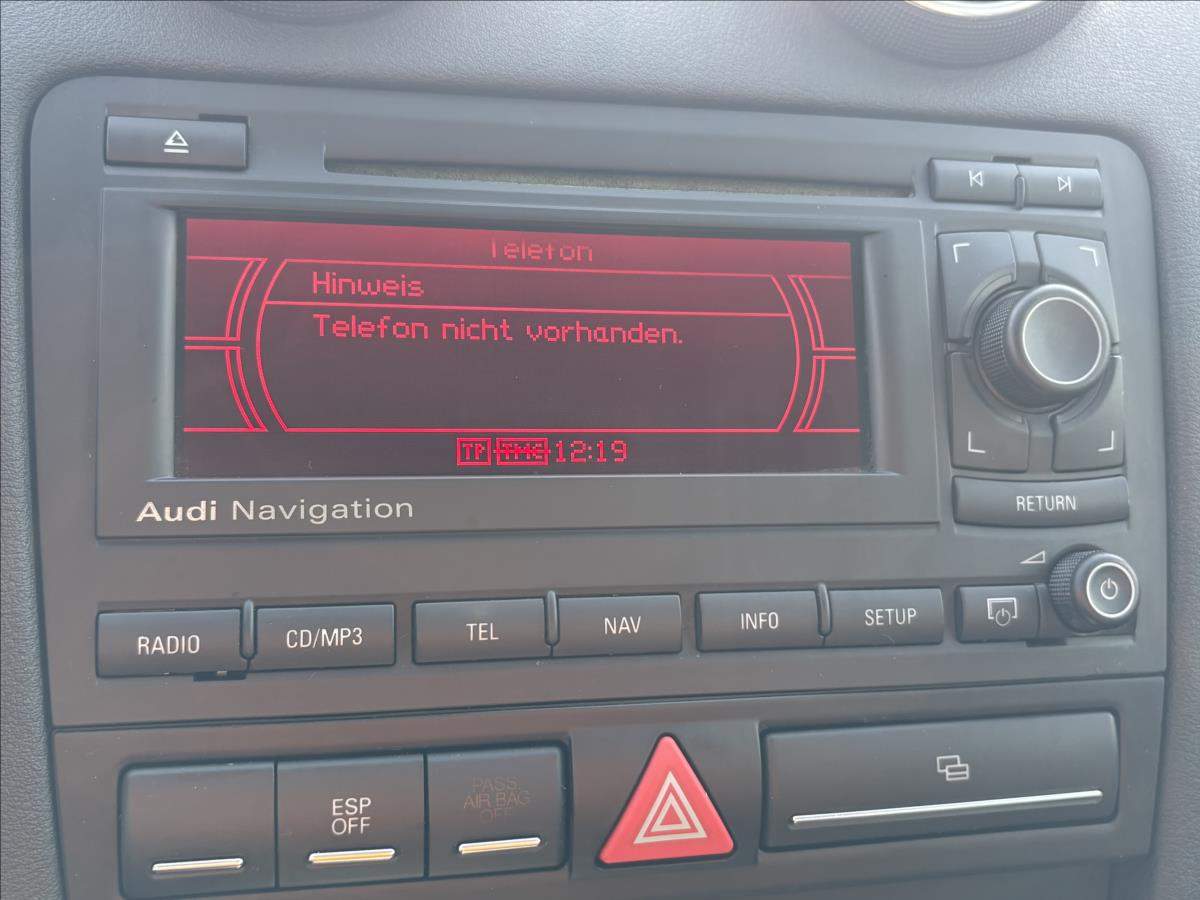 Telefon
Hinweis
Telefon nicht vorhanden.
TP TMC 12:19
Audi Navigation
RETURN
RADIO
CD/MP3
TEL
NAV
INFO
SETUP
ESP
OFF
PASS
AIR BAG
OFF